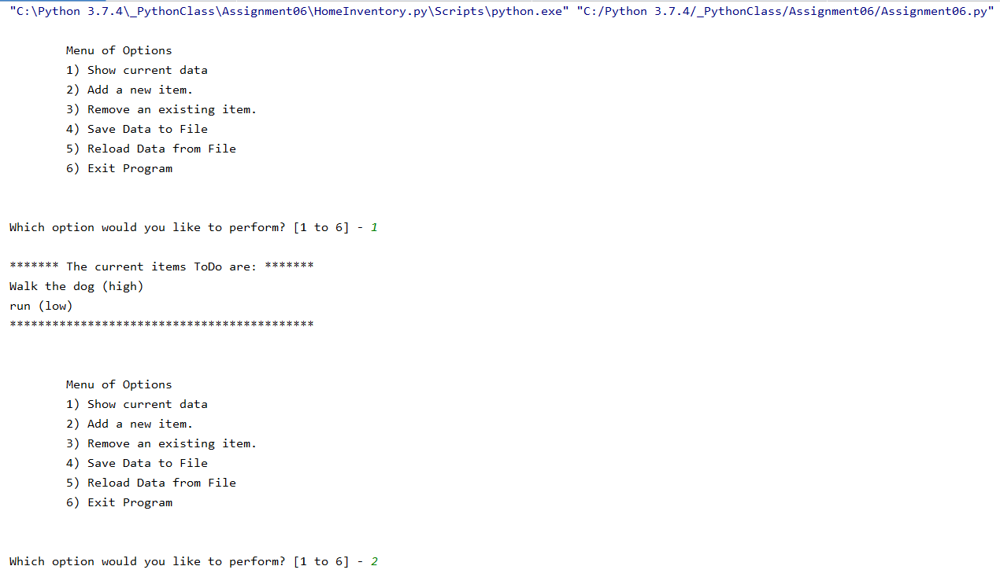 "C:\Python 3.7.4\_PythonClass\Assignment06\HomeInventory.py\Scripts\python.exe" "C:/Python 3.7.4/_PythonClass/Assignment06/Assignment06.py"
Menu of Options
1) Show current data
2) Add a new item.
3) Remove an existing item.
4) Save Data to File
5) Reload Data from File
6) Exit Program
Which option would you like to perform? [1 to 6] - 1
******* The current items ToDo are: *******
Walk the dog (high)
run (low)
*******************************************
Menu of Options
1) Show current data
2) Add a new item.
3) Remove an existing item.
4) Save Data to File
5) Reload Data from File
6) Exit Program
Which option would you like to perform? [1 to 6] - 2